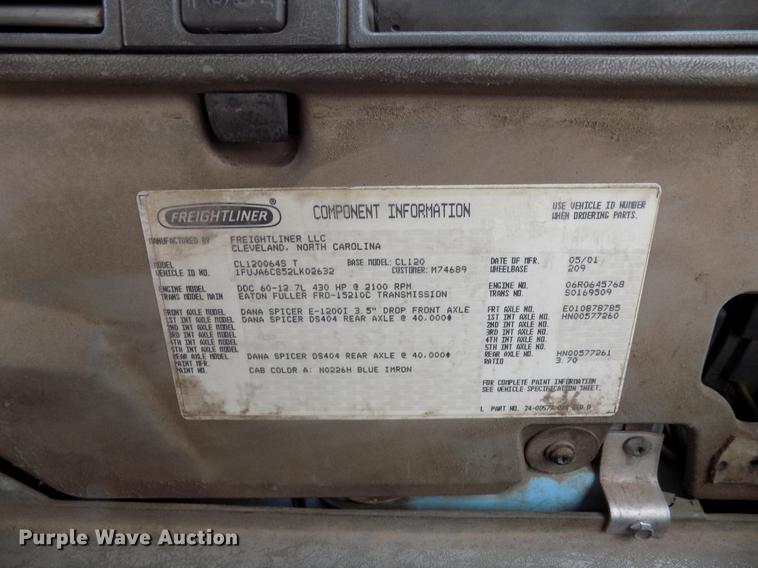 FREIGHTLINER ®
COMPONENT INFORMATION
USE VEHICLE ID NUMBER
WHEN ORDERING PARTS.
MANUFACTURED BY FREIGHTLINER LLC
CLEVELAND, NORTH CAROLINA
MODEL CL120064S T BASE MODEL: CL120 DATE OF MFR. 05/01
VEHICLE ID NO. 1FUJA6CG52LK02632 CUSTOMER: M74689 WHEELBASE 209
ENGINE MODEL DDC 60-12.7L 430 HP @ 2100 RPM ENGINE NO. 06R0645768
TRANS MODEL MAIN EATON FULLER FRO-15210C TRANSMISSION TRANS MAIN NO. S0169509
FRONT AXLE MODEL DANA SPICER E-1200I 3.5" DROP FRONT AXLE FRT AXLE NO. E010878785
1ST INT AXLE MODEL DANA SPICER DS404 REAR AXLE @ 40,000# 1ST INT AXLE NO. HN00577260
2ND INT AXLE MODEL 2ND INT AXLE NO.
3RD INT AXLE MODEL 3RD INT AXLE NO.
4TH INT AXLE MODEL 4TH INT AXLE NO.
5TH INT AXLE MODEL 5TH INT AXLE NO.
REAR AXLE MODEL DANA SPICER DS404 REAR AXLE @ 40,000# REAR AXLE NO. HN00577261
PAINT MFR. RATIO 3.70
PAINT NO. CAB COLOR A: N0226H BLUE IMRON
FOR COMPLETE PAINT INFORMATION
SEE VEHICLE SPECIFICATION SHEET.
L PART NO.
Purple Wave Auction